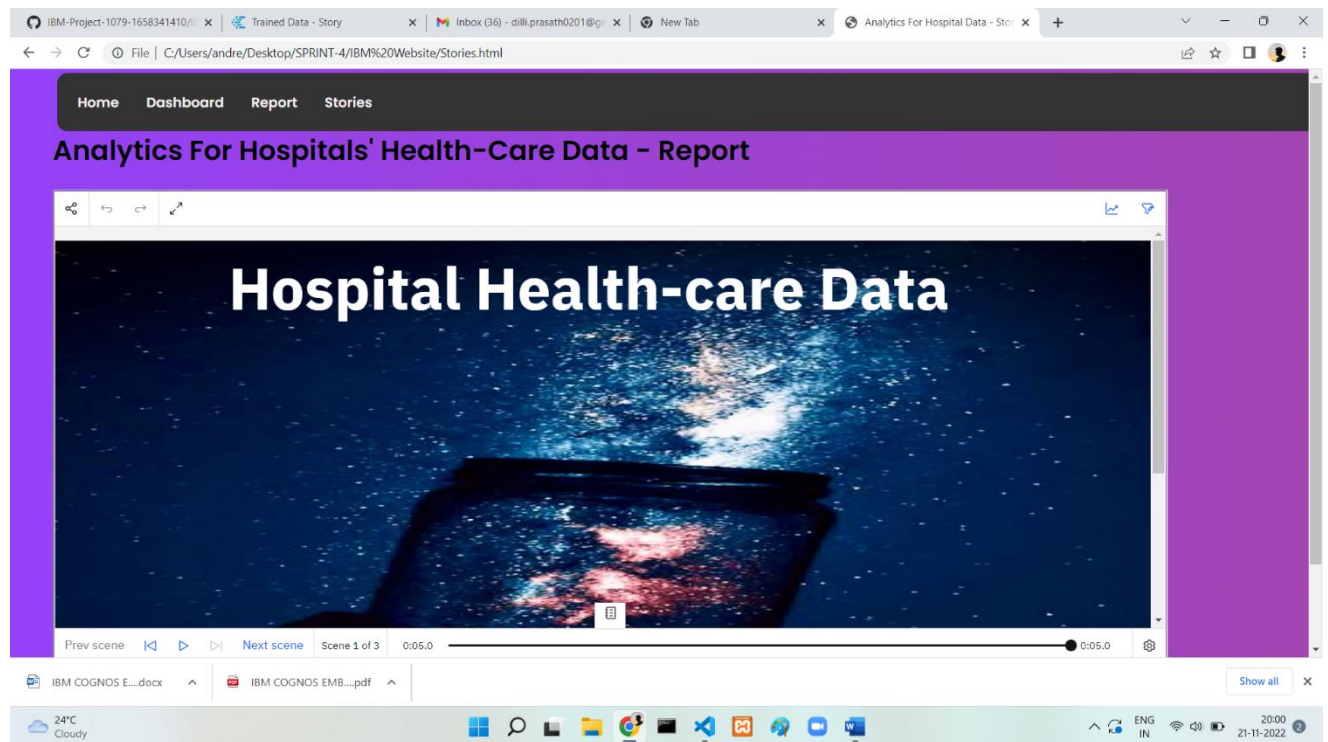 IBM-Project-1079-1658341410/I
Trained Data - Story
Inbox (36) - dilli.prasath0201@g
New Tab
Analytics For Hospital Data - Stor
File | C:/Users/andre/Desktop/SPRINT-4/IBM%20Website/Stories.html
Home Dashboard Report Stories
Analytics For Hospitals' Health-Care Data - Report
Hospital Health-care Data
Prev scene Next scene Scene 1 of 3 0:05.0 0:05.0
IBM COGNOS E....docx IBM COGNOS EMB....pdf Show all
24°C
Cloudy
ENG
IN
20:00
21-11-2022
2